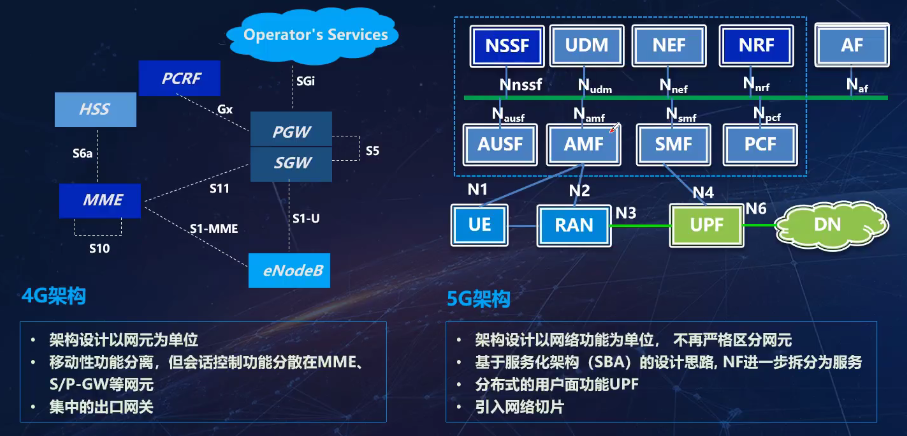 Operator's Services
SGi
PCRF
Gx
HSS
PGW
S5
SGW
S6a
S11
MME
S1-U
S1-MME
S10
eNodeB
NSSF
UDM
NEF
NRF
AF
Nnssf
Nudm
Nnef
Nnrf
Naf
Nausf
Namf
Nsmf
Npcf
AUSF
AMF
SMF
PCF
N1
N2
N4
N3
N6
UE
RAN
UPF
DN
4G架构
• 架构设计以网元为单位
• 移动性功能分离，但会话控制功能分散在MME、
S/P-GW等网元
• 集中的出口网关
5G架构
• 架构设计以网络功能为单位， 不再严格区分网元
• 基于服务化架构（SBA）的设计思路, NF进一步拆分为服务
• 分布式的用户面功能UPF
• 引入网络切片